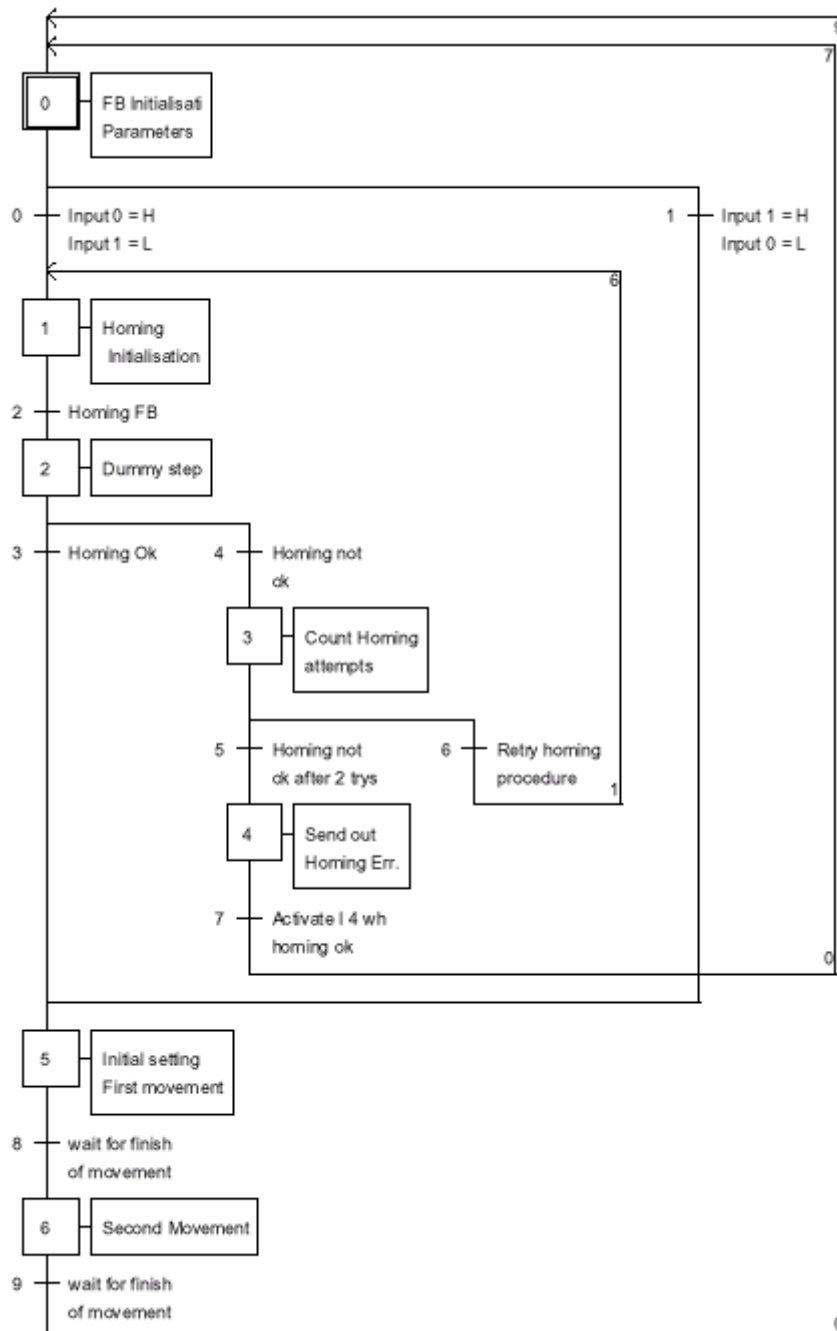 7
0
FB Initialisati
Parameters
0
Input 0 = H
Input 1 = L
1
Input 1 = H
Input 0 = L
6
1
Homing
Initialisation
2
Homing FB
2
Dummy step
3
Homing Ok
4
Homing not
ok
3
Count Homing
attempts
5
Homing not
ok after 2 trys
6
Retry homing
procedure
1
4
Send out
Homing Err.
7
Activate I 4 wh
homing ok
0
5
Initial setting
First movement
8
wait for finish
of movement
6
Second Movement
9
wait for finish
of movement